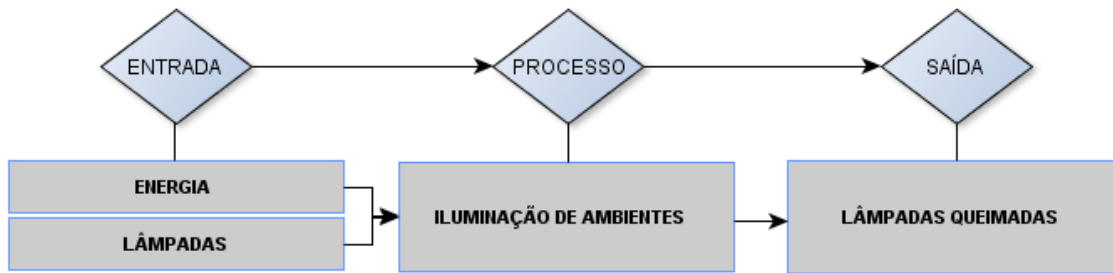 ENTRADA
PROCESSO
SAÍDA
ENERGIA
LÂMPADAS
ILUMINAÇÃO DE AMBIENTES
LÂMPADAS QUEIMADAS